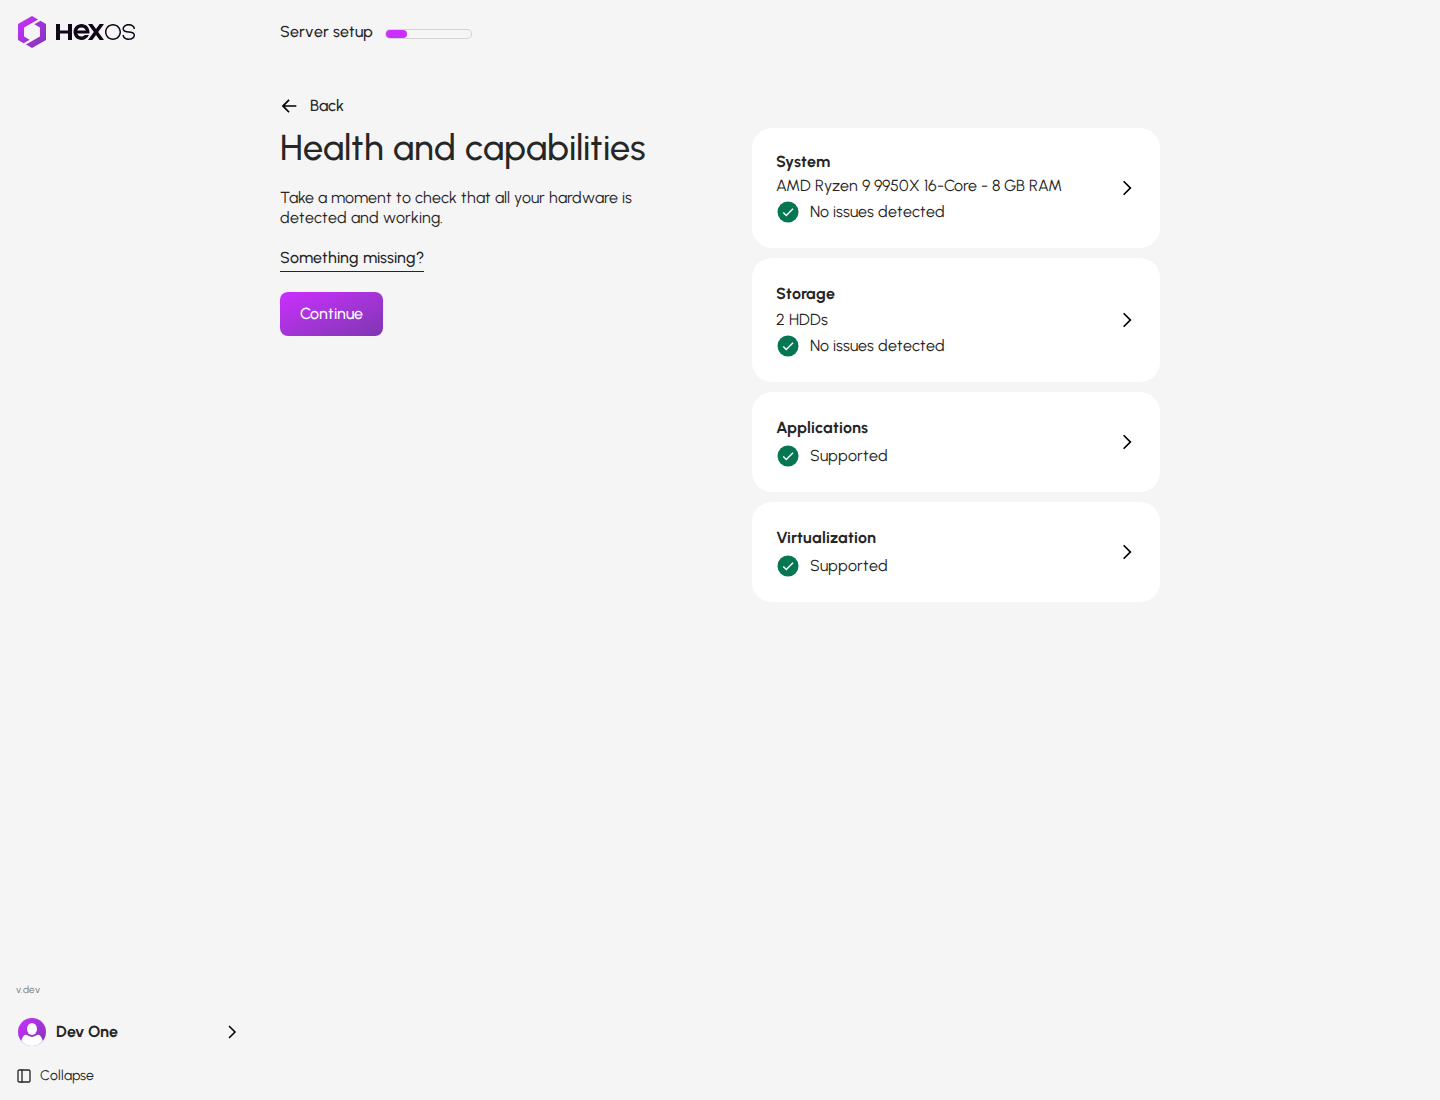 HexOS
Server setup
Back
Health and capabilities
Take a moment to check that all your hardware is
detected and working.
Something missing?
Continue
System
AMD Ryzen 9 9950X 16-Core - 8 GB RAM
No issues detected
Storage
2 HDDs
No issues detected
Applications
Supported
Virtualization
Supported
v.dev
Dev One
Collapse